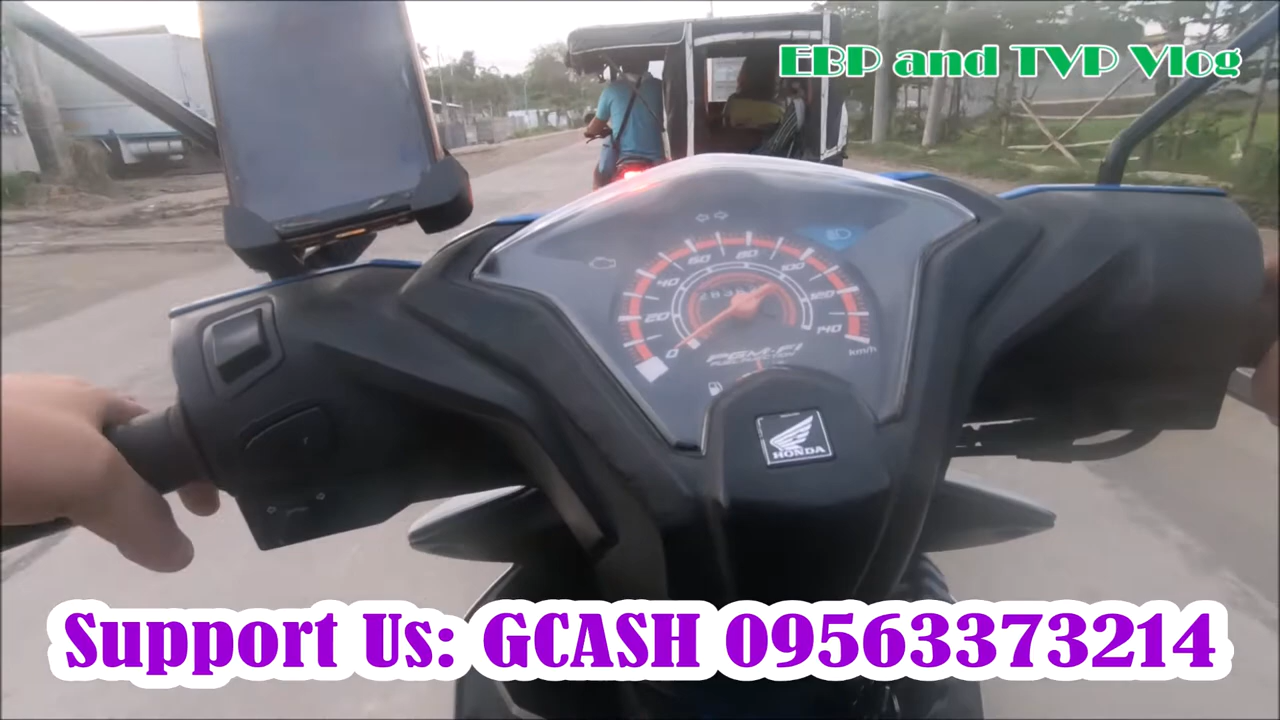 EBP and TVP Vlog
0 20 40 60 80 100 120 140
km/h
PGM-FI
HONDA
Support Us: GCASH 09563373214